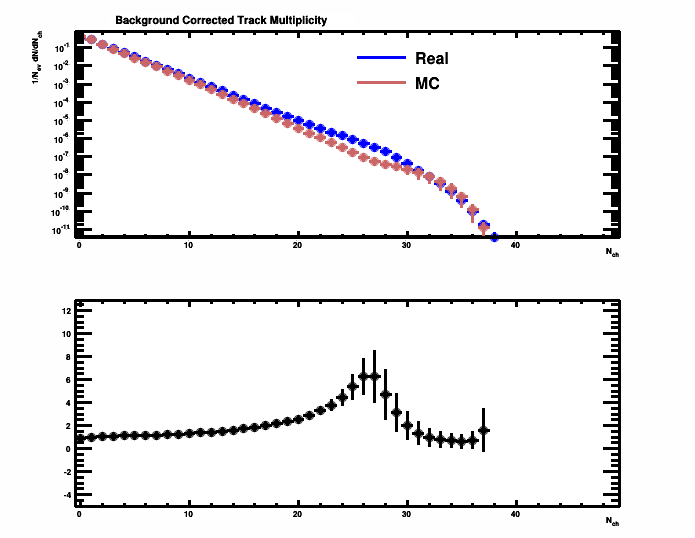 Background Corrected Track Multiplicity
1/N_ev dN/dN_ch
Real
MC
10^-1
10^-2
10^-3
10^-4
10^-5
10^-6
10^-7
10^-8
10^-9
10^-10
10^-11
0 10 20 30 40
N_ch
12
10
8
6
4
2
0
-2
-4
0 10 20 30 40
N_ch